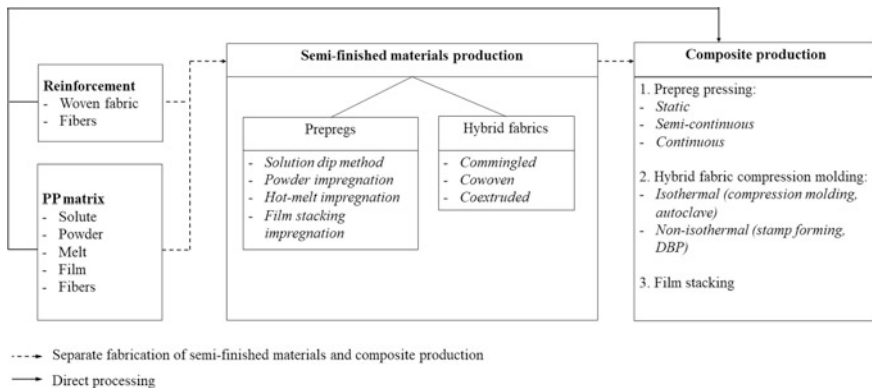 Semi-finished materials production
Composite production
Reinforcement
- Woven fabric
- Fibers
PP matrix
- Solute
- Powder
- Melt
- Film
- Fibers
Prepregs
- Solution dip method
- Powder impregnation
- Hot-melt impregnation
- Film stacking
impregnation
Hybrid fabrics
- Commingled
- Cowoven
- Coextruded
1. Prepreg pressing:
- Static
- Semi-continuous
- Continuous
2. Hybrid fabric compression molding:
- Isothermal (compression molding,
autoclave)
- Non-isothermal (stamp forming,
DBP)
3. Film stacking
Separate fabrication of semi-finished materials and composite production
Direct processing